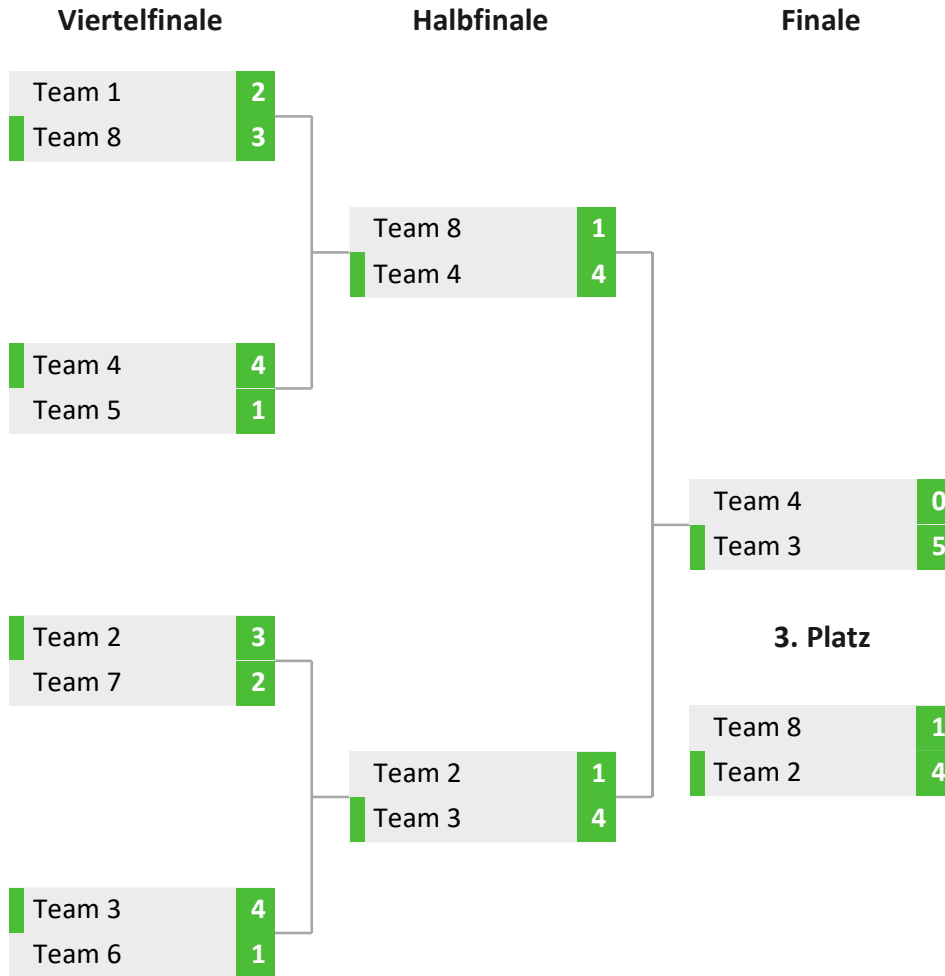 Viertelfinale Halbfinale Finale
Team 1 2
Team 8 3
Team 8 1
Team 4 4
Team 4 4
Team 5 1
Team 4 0
Team 3 5
Team 2 3
Team 7 2
3. Platz
Team 8 1
Team 2 4
Team 2 1
Team 3 4
Team 3 4
Team 6 1